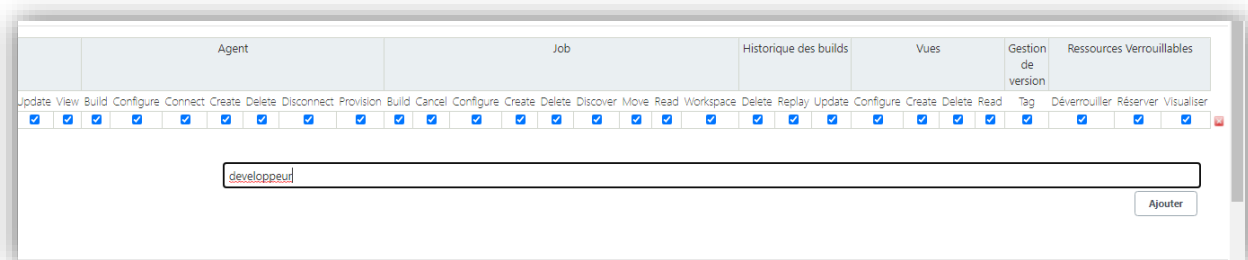 Agent Job Historique des builds Vues Gestion de version Ressources Verrouillables
Update View Build Configure Connect Create Delete Disconnect Provision Build Cancel Configure Create Delete Discover Move Read Workspace Delete Replay Update Configure Create Delete Read Tag Déverrouiller Réserver Visualiser
developpeur
Ajouter